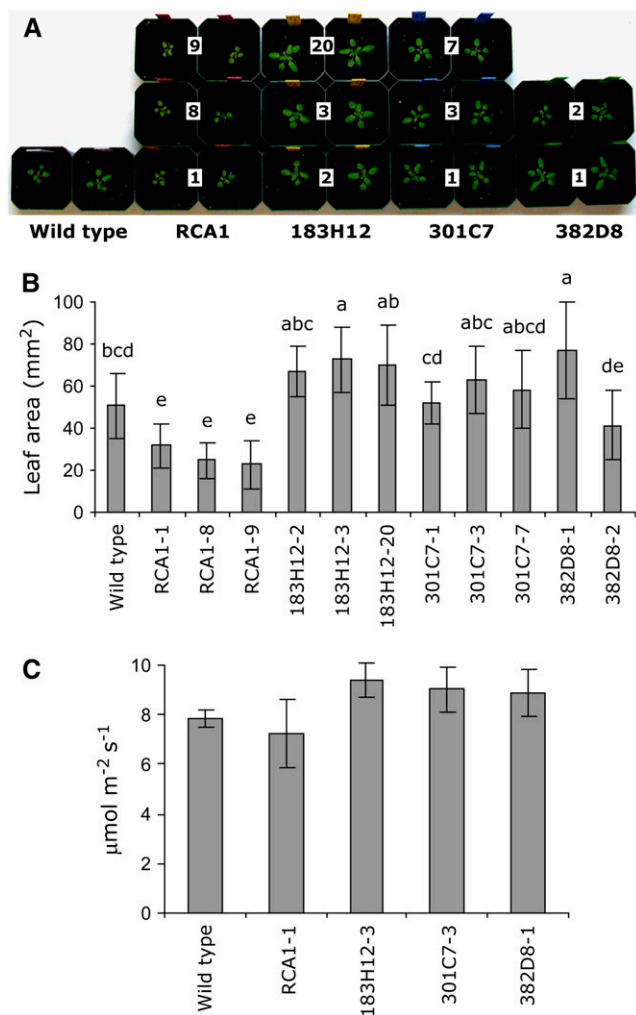 A
9 20 7
8 3 3 2
1 2 1 1
Wild type RCA1 183H12 301C7 382D8
B
Leaf area (mm²)
100
80
60
40
20
0
bcd e e e abc a ab cd abc abcd a de
Wild type RCA1-1 RCA1-8 RCA1-9 183H12-2 183H12-3 183H12-20 301C7-1 301C7-3 301C7-7 382D8-1 382D8-2
C
μmol m⁻² s⁻¹
10
8
6
4
2
0
Wild type RCA1-1 183H12-3 301C7-3 382D8-1